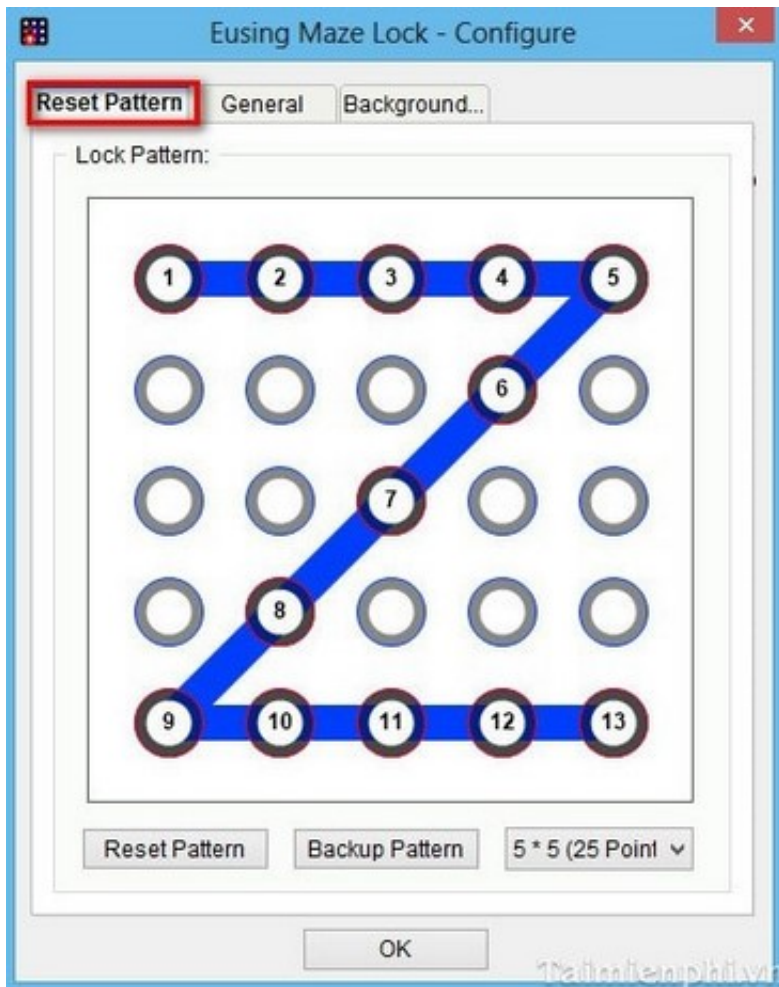 Eusing Maze Lock - Configure
Reset Pattern General Background...
Lock Pattern:
1 2 3 4 5
6
7
8
9 10 11 12 13
Reset Pattern Backup Pattern 5 * 5 (25 Point
OK
Taimienphi.vn